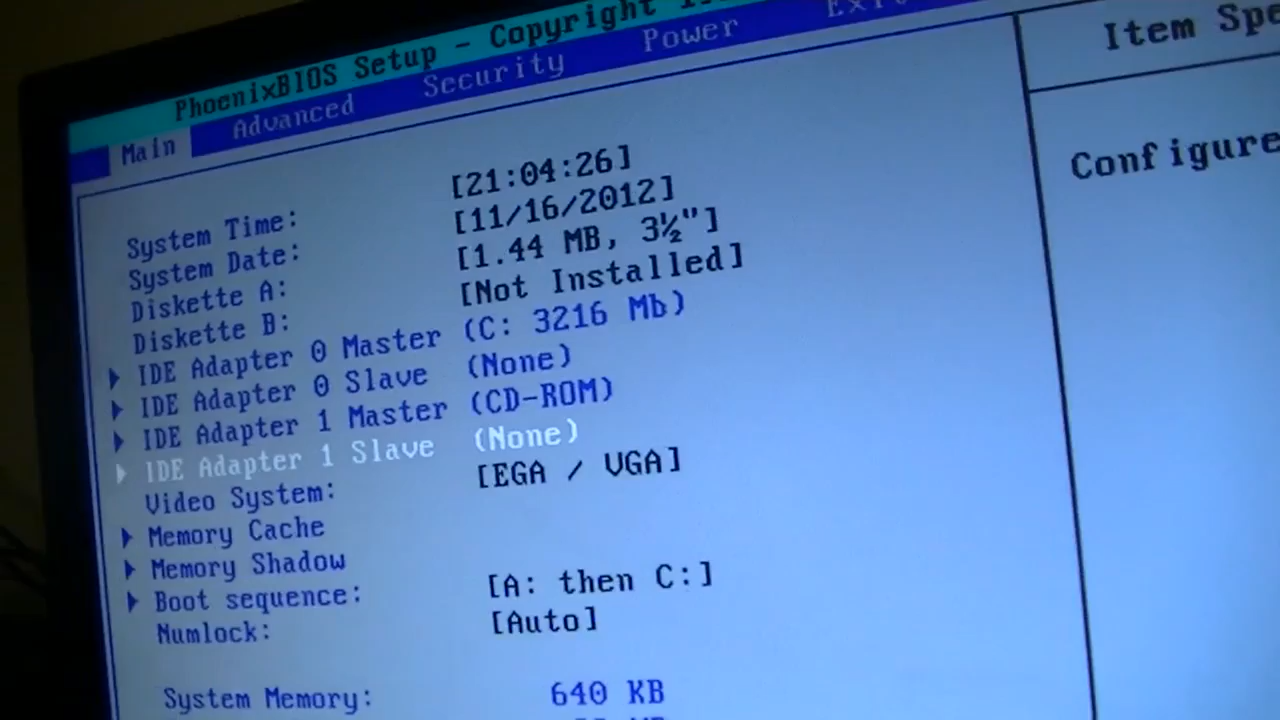 PhoenixBIOS Setup - Copyright
Main Advanced Security Power Exit
Item
System Time: [21:04:26]
System Date: [11/16/2012]
Diskette A: [1.44 MB, 3½"]
Diskette B: [Not Installed]
IDE Adapter 0 Master (C: 3216 Mb)
IDE Adapter 0 Slave (None)
IDE Adapter 1 Master (CD-ROM)
IDE Adapter 1 Slave (None)
Video System: [EGA / VGA]
Memory Cache
Memory Shadow
Boot sequence: [A: then C:]
Numlock: [Auto]
System Memory: 640 KB
Configure